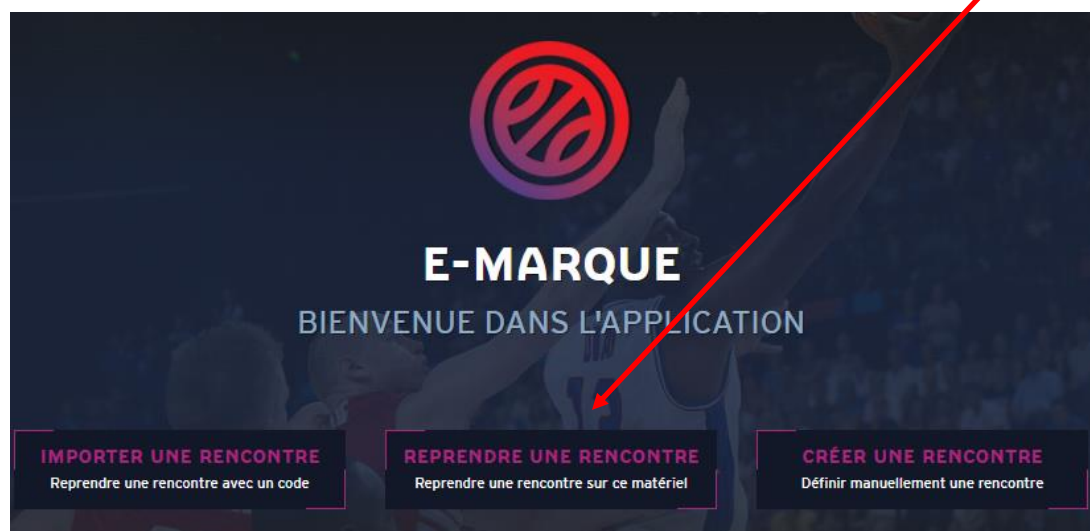 E-MARQUE
BIENVENUE DANS L'APPLICATION
IMPORTER UNE RENCONTRE
Reprendre une rencontre avec un code
REPRENDRE UNE RENCONTRE
Reprendre une rencontre sur ce matériel
CRÉER UNE RENCONTRE
Définir manuellement une rencontre